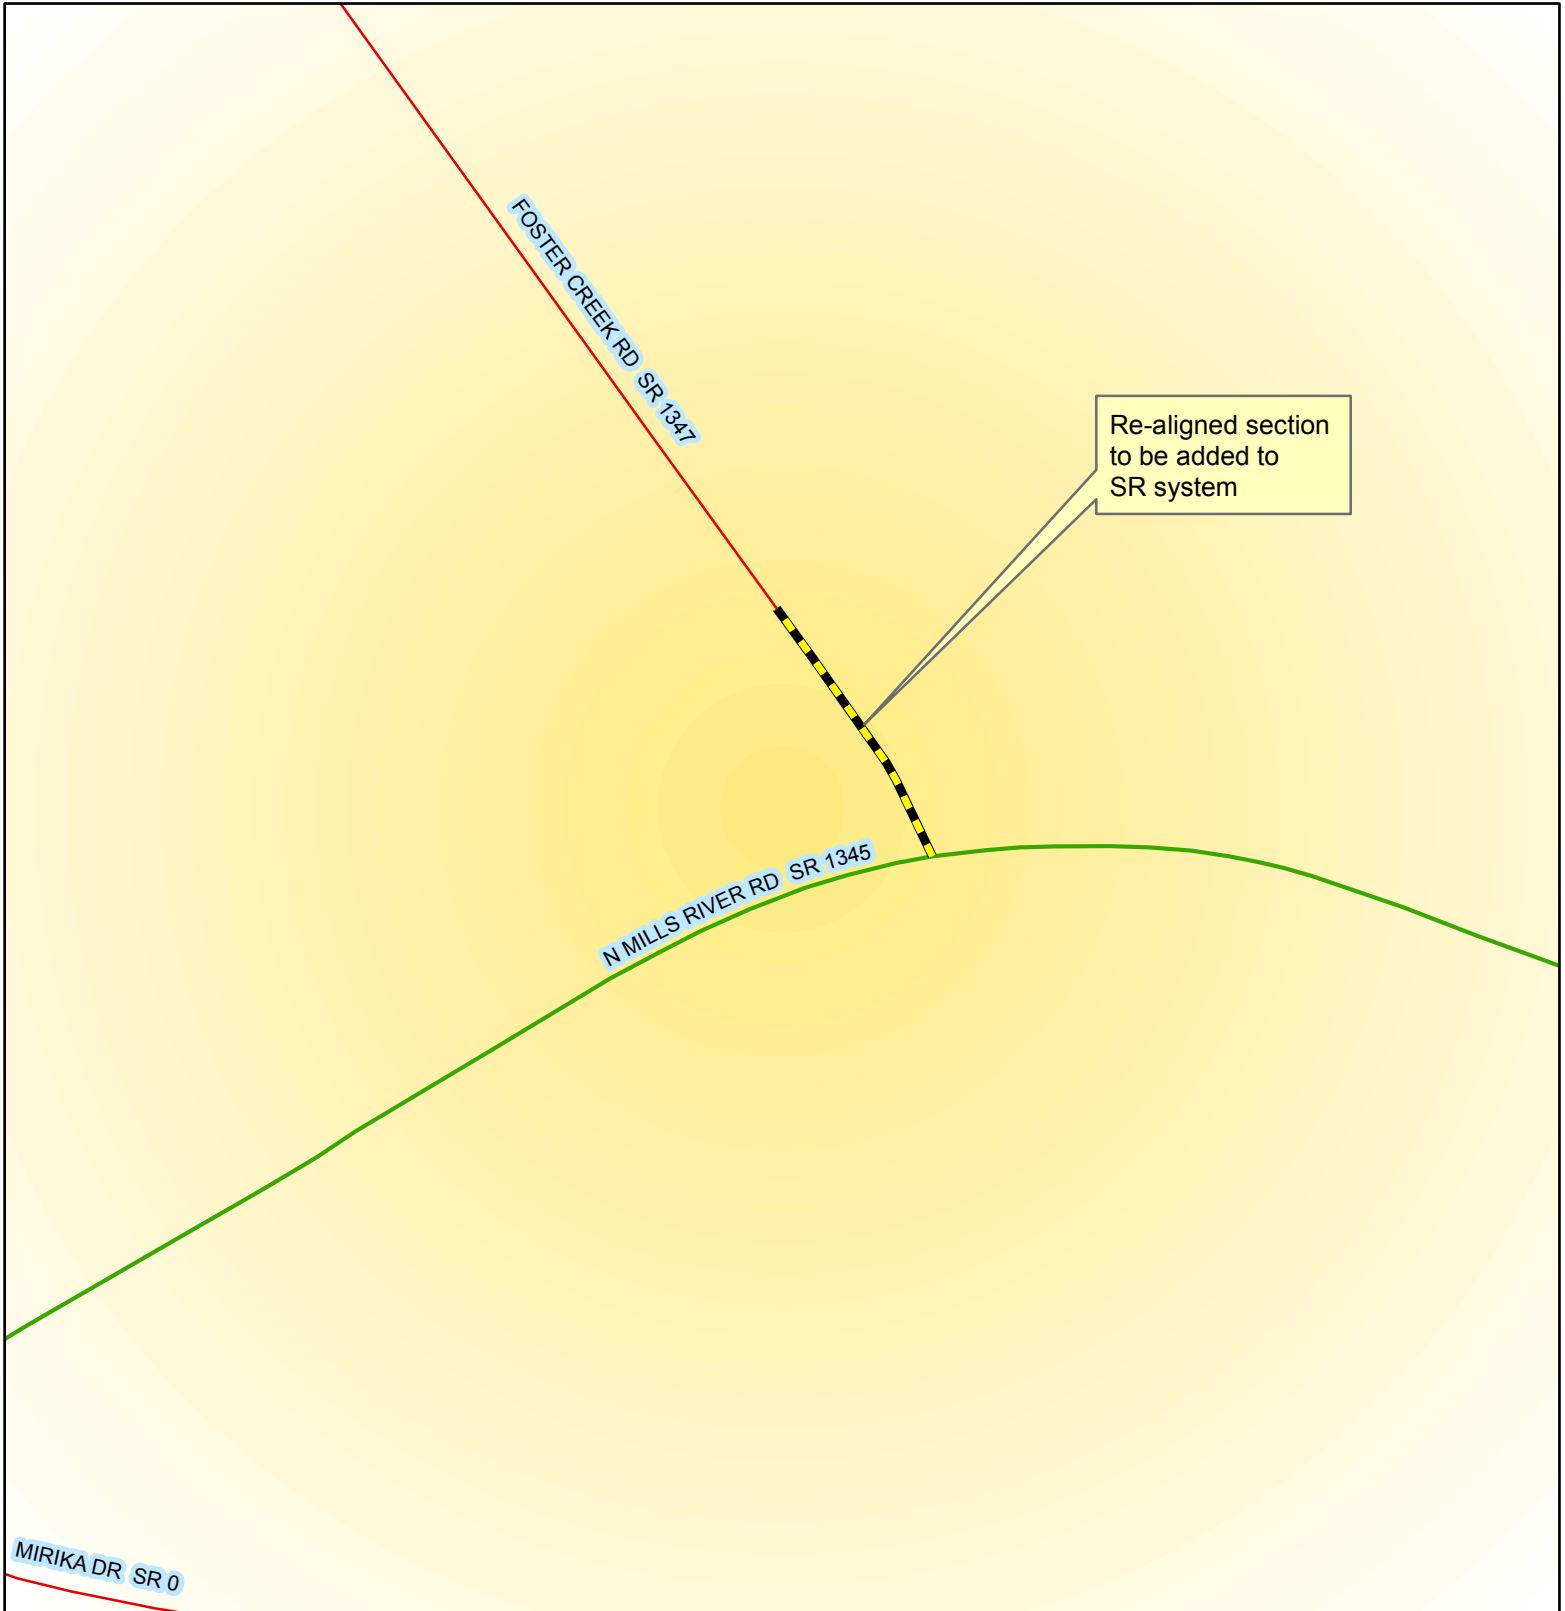 FOSTER CREEK RD SR 1347
Re-aligned section
to be added to
SR system
N MILLS RIVER RD SR 1345
MIRIKA DR SR 0